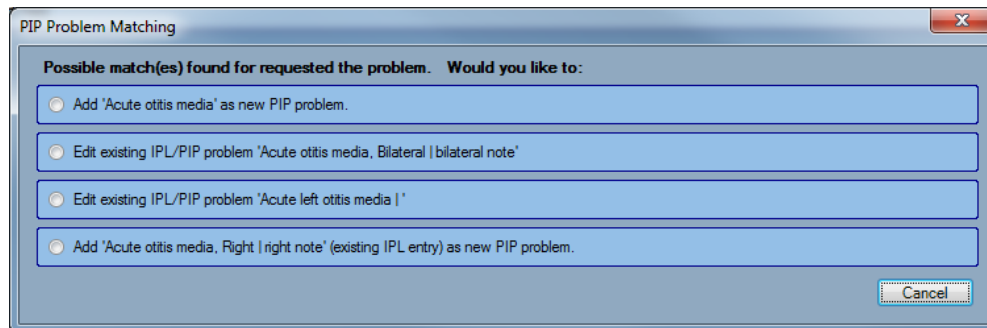 PIP Problem Matching
Possible match(es) found for requested the problem. Would you like to:
Add 'Acute otitis media' as new PIP problem.
Edit existing IPL/PIP problem 'Acute otitis media, Bilateral | bilateral note'
Edit existing IPL/PIP problem 'Acute left otitis media | '
Add 'Acute otitis media, Right | right note' (existing IPL entry) as new PIP problem.
Cancel